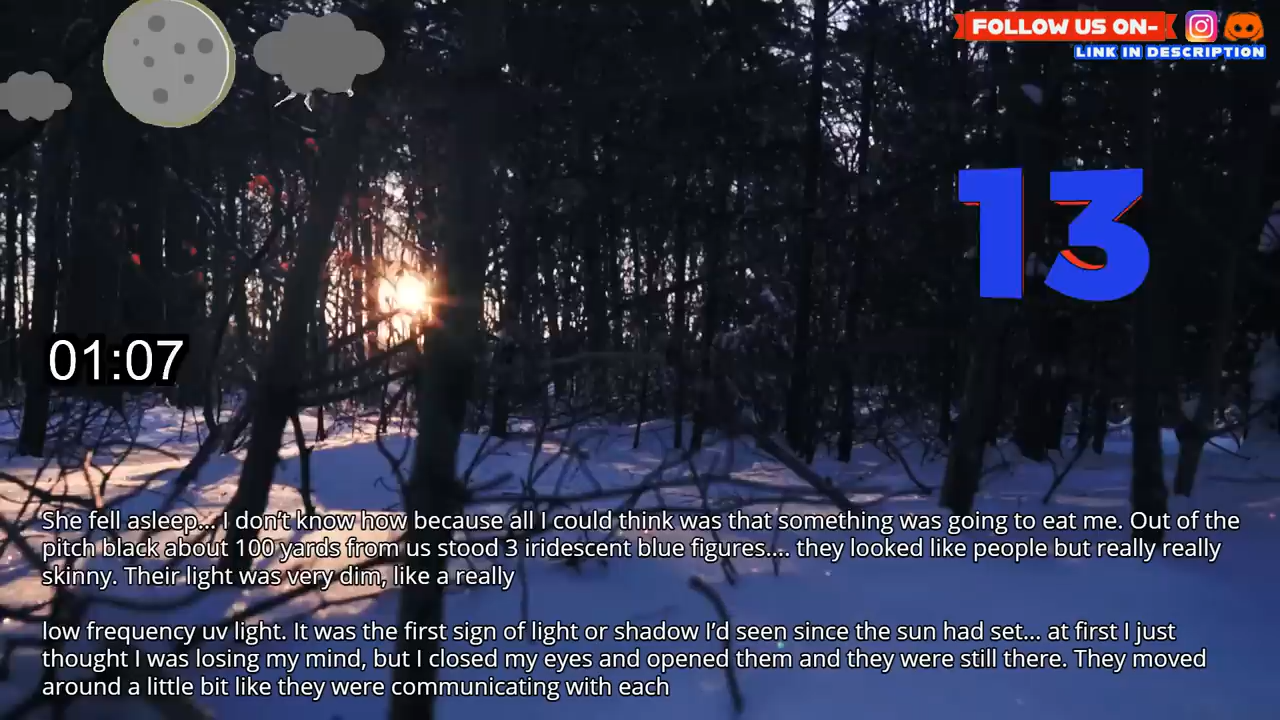 FOLLOW US ON-
LINK IN DESCRIPTION
13
01:07
She fell asleep... I don't know how because all I could think was that something was going to eat me. Out of the
pitch black about 100 yards from us stood 3 iridescent blue figures.... they looked like people but really really
skinny. Their light was very dim, like a really
low frequency uv light. It was the first sign of light or shadow I'd seen since the sun had set... at first I just
thought I was losing my mind, but I closed my eyes and opened them and they were still there. They moved
around a little bit like they were communicating with each